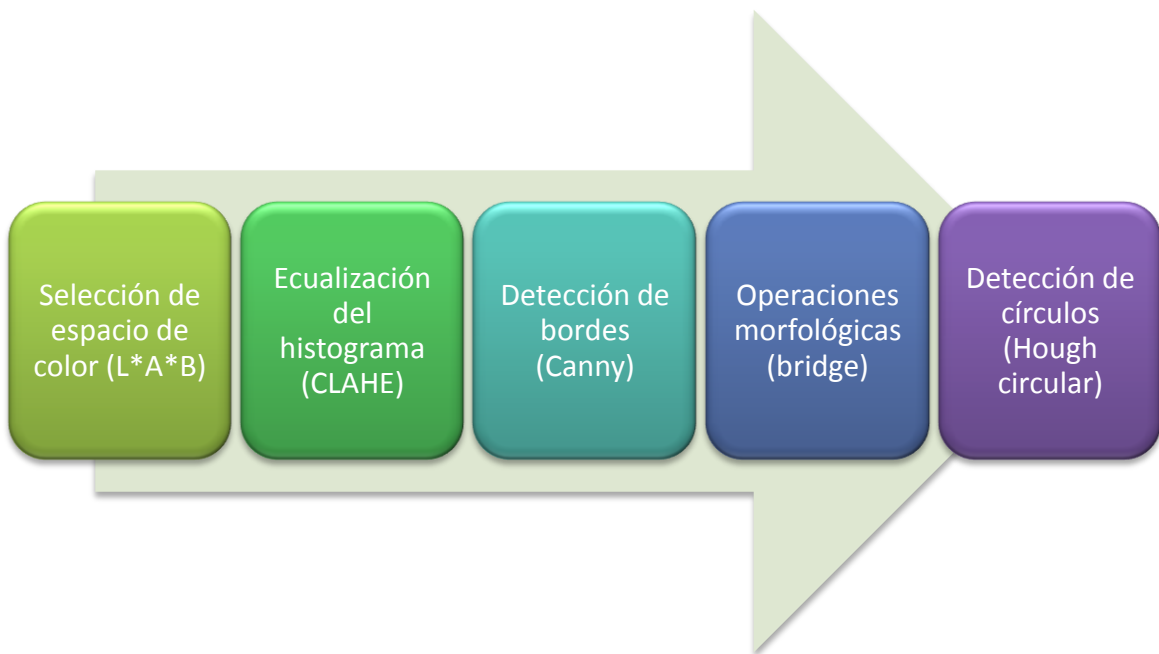 Selección de
espacio de
color (L*A*B)
Ecualización
del
histograma
(CLAHE)
Detección de
bordes
(Canny)
Operaciones
morfológicas
(bridge)
Detección de
círculos
(Hough
circular)